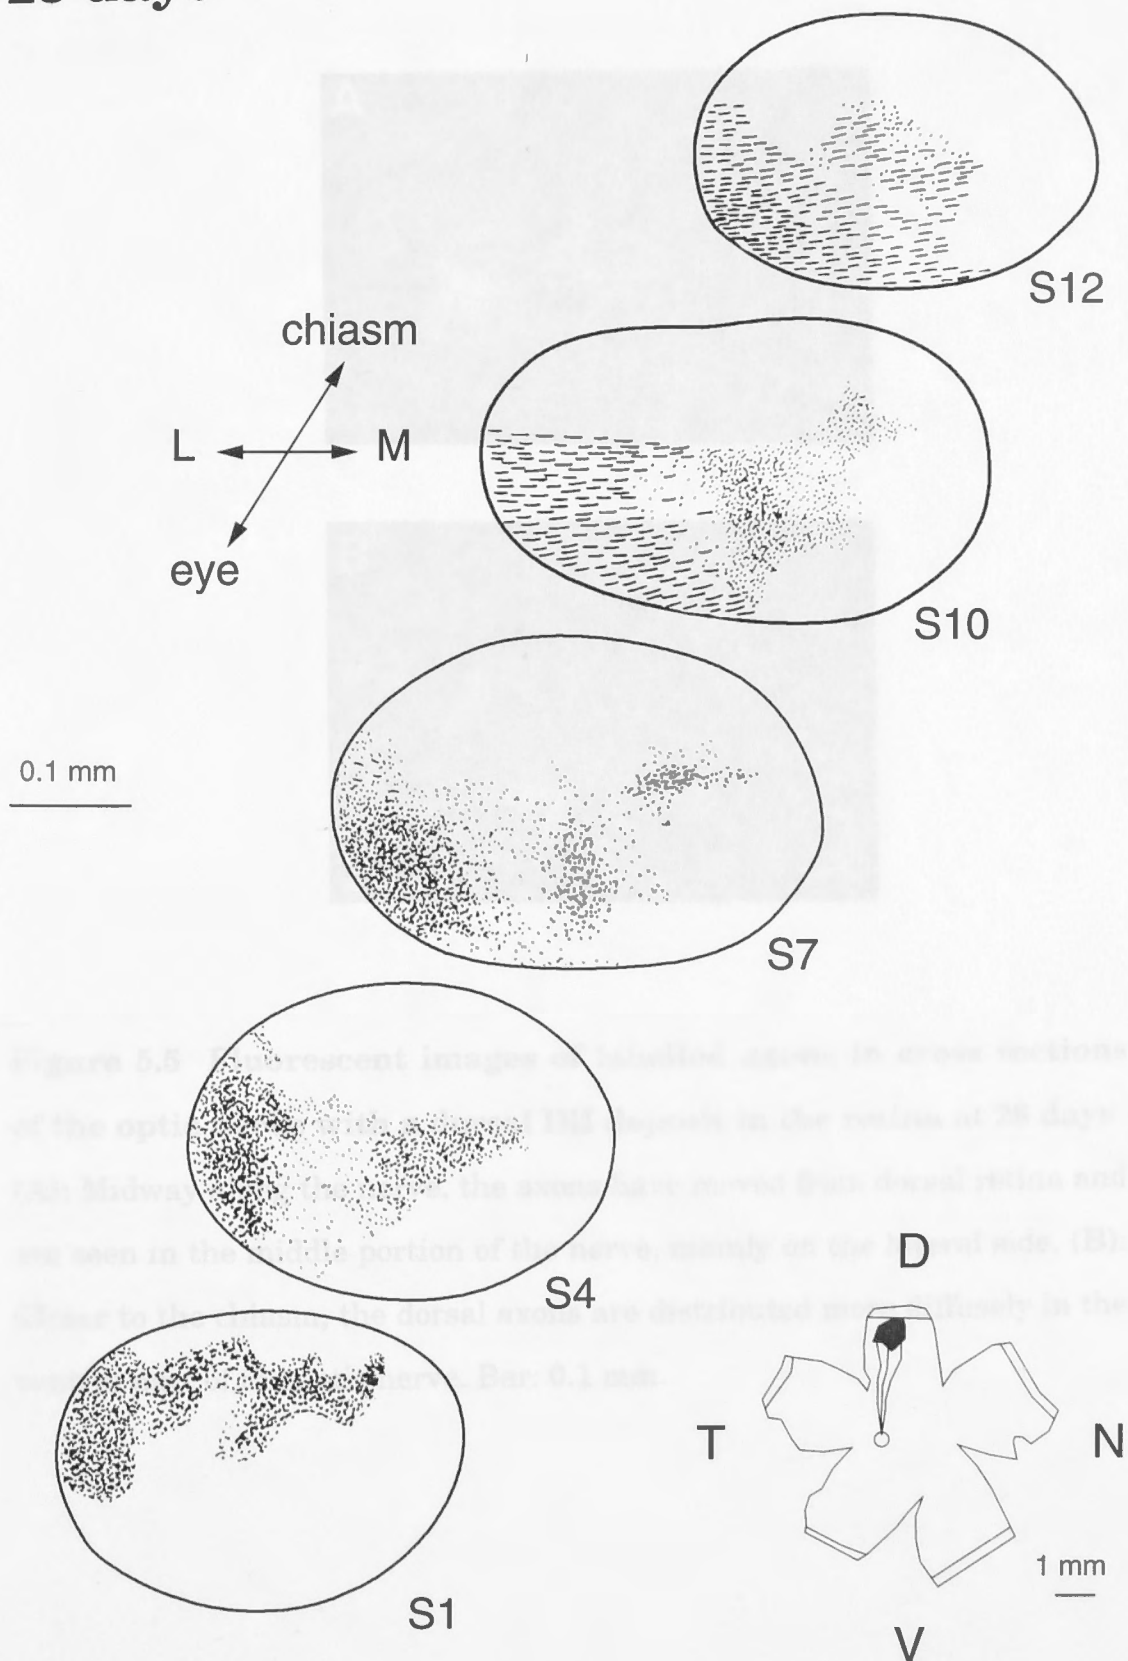 S12
chiasm
L M
eye
S10
0.1 mm
S7
Figure 5.5 Fluorescent images of labelled axons in cross sections
of the optic with a dorsal DiI deposit in the retina at 26 days
(A): Midway the nerve, the axons have moved from dorsal retina and
are seen in the middle portion of the nerve, mainly on the lateral side. (B):
S4
Closer to the chiasm, the dorsal axons are distributed more diffusely in the
nerve. Bar: 0.1 mm
D
T N
1 mm
S1
V